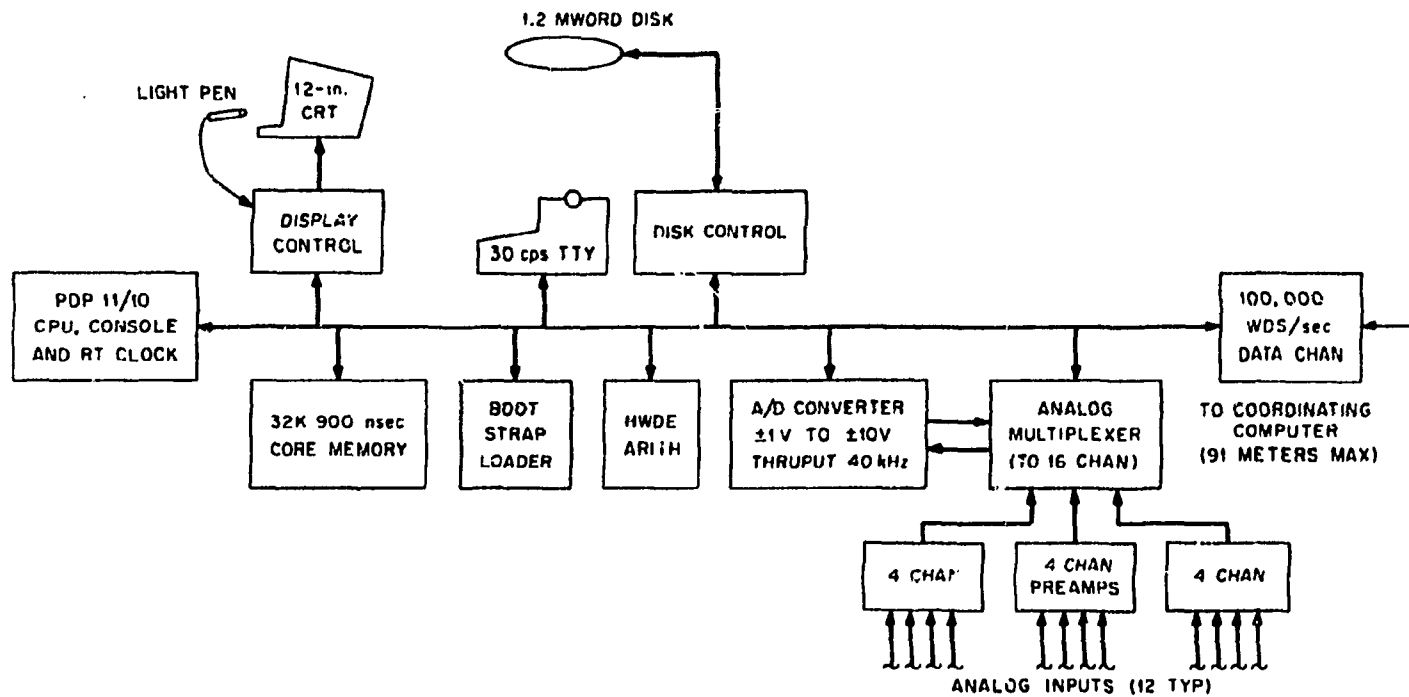 1.2 MWORD DISK
LIGHT PEN
12-in.
CRT
DISPLAY
CONTROL
30 cps TTY
DISK CONTROL
PDP 11/10
CPU, CONSOLE
AND RT CLOCK
100,000
WDS/sec
DATA CHAN
32K 900 nsec
CORE MEMORY
BOOT
STRAP
LOADER
HWDE
ARITH
A/D CONVERTER
±1V TO ±10V
THRUPUT 40 kHz
ANALOG
MULTIPLEXER
(TO 16 CHAN)
TO COORDINATING
COMPUTER
(91 METERS MAX)
4 CHAN
4 CHAN
PREAMPS
4 CHAN
ANALOG INPUTS (12 TYP)